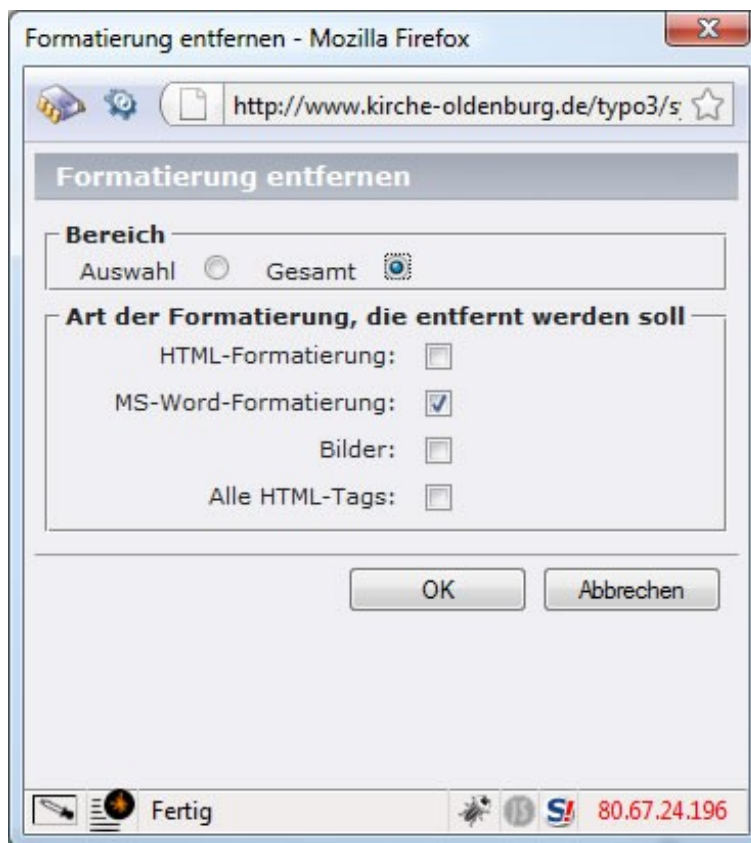 Formatierung entfernen - Mozilla Firefox
http://www.kirche-oldenburg.de/typo3/s
Formatierung entfernen
Bereich
Auswahl Gesamt
Art der Formatierung, die entfernt werden soll
HTML-Formatierung:
MS-Word-Formatierung:
Bilder:
Alle HTML-Tags:
OK Abbrechen
Fertig S! 80.67.24.196